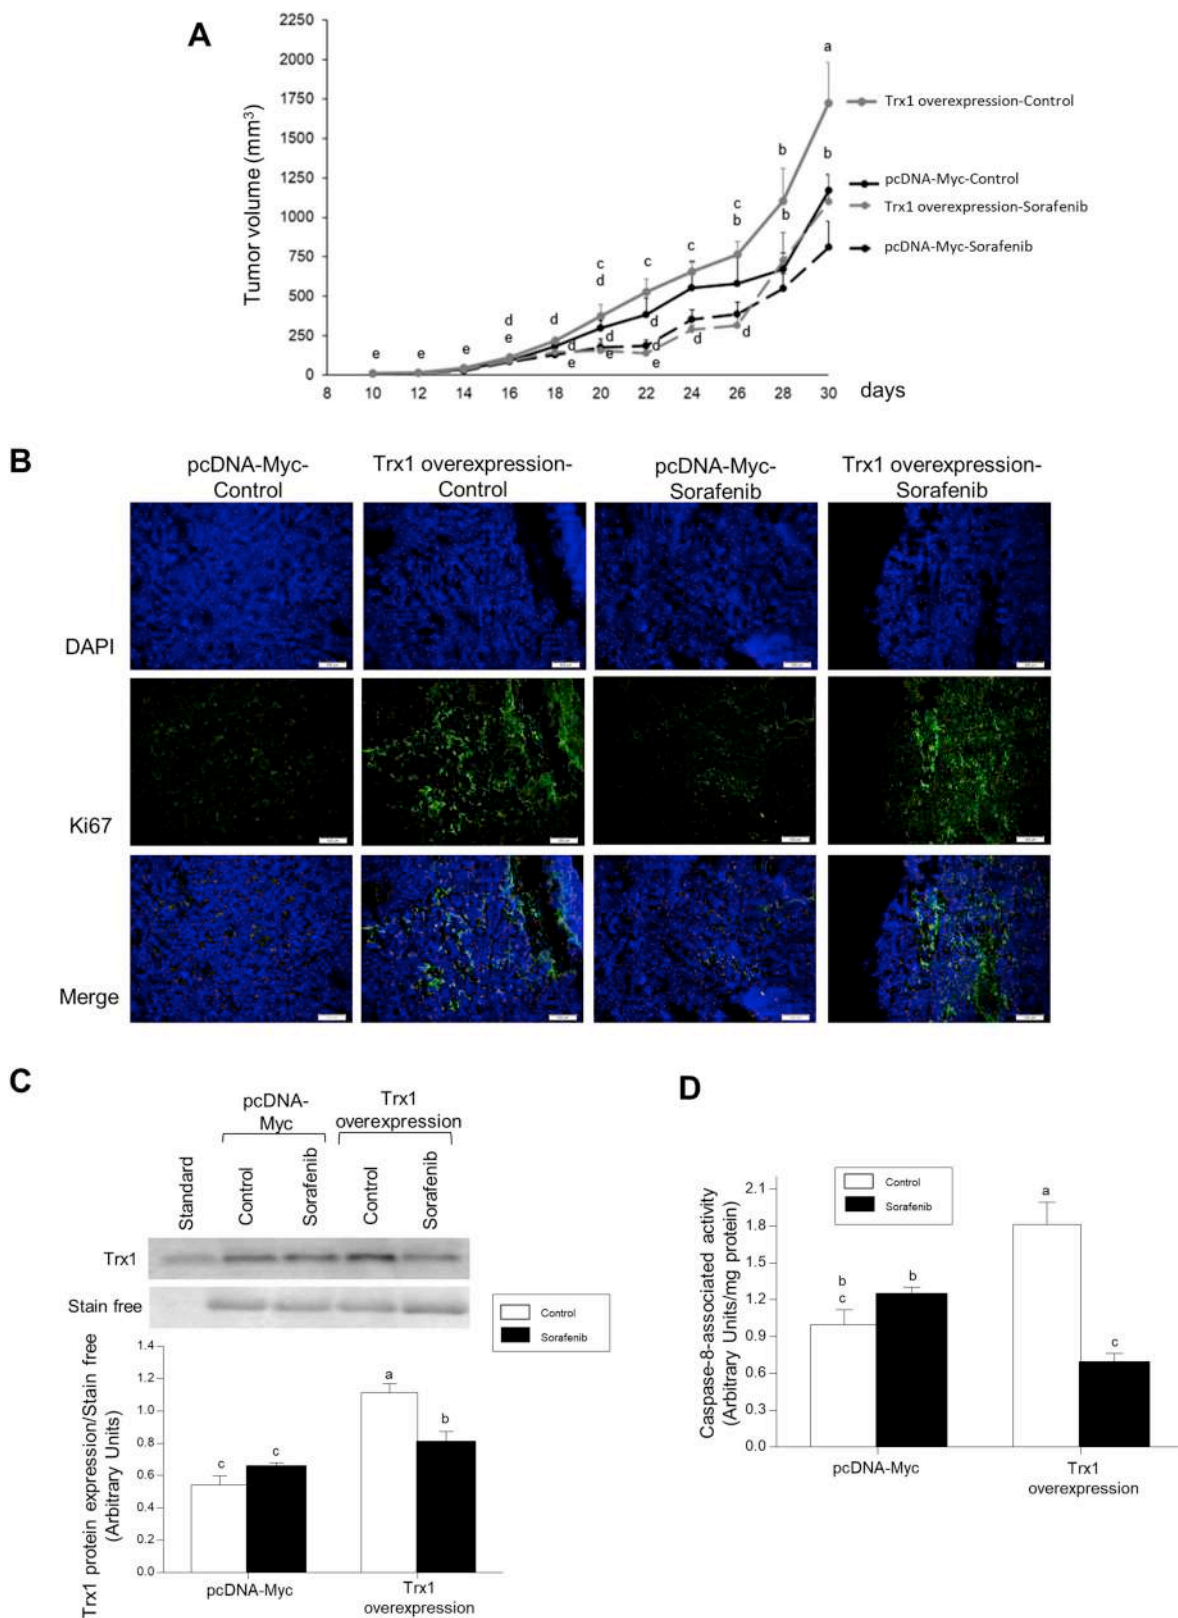 A
2250
2000
1750
1500
1250
1000
750
500
250
0
Tumor volume (mm³)
8 10 12 14 16 18 20 22 24 26 28 30 days
e e e d e d c d c c c b b a
b b
d e d e d e d d
Trx1 overexpression-Control
pcDNA-Myc-Control
Trx1 overexpression-Sorafenib
pcDNA-Myc-Sorafenib
B
pcDNA-Myc-
Control
Trx1 overexpression-
Control
pcDNA-Myc-
Sorafenib
Trx1 overexpression-
Sorafenib
DAPI
Ki67
Merge
C
pcDNA-
Myc
Trx1
overexpression
Standard
Control
Sorafenib
Control
Sorafenib
Trx1
Stain free
Control
Sorafenib
Trx1 protein expression/Stain free
(Arbitrary Units)
1.4
1.2
1.0
0.8
0.6
0.4
0.2
0.0
c c a b
pcDNA-Myc
Trx1
overexpression
D
Control
Sorafenib
Caspase-8-associated activity
(Arbitrary Units/mg protein)
2.1
1.8
1.5
1.2
0.9
0.6
0.3
0.0
b
c
b
a
c
pcDNA-Myc
Trx1
overexpression